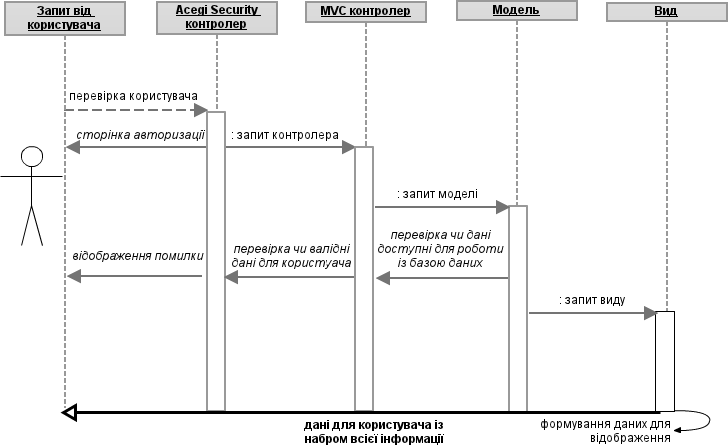 Запит від
користувача
Acegi Security
контролер
MVC контролер
Модель
Вид
перевірка користувача
сторінка авторизації
: запит контролера
: запит моделі
відображення помилки
перевірка чи валідні
дані для користуача
перевірка чи дані
доступні для роботи
із базою даних
: запит виду
дані для користувача із
набром всієї інформації
формування даних для
відображення